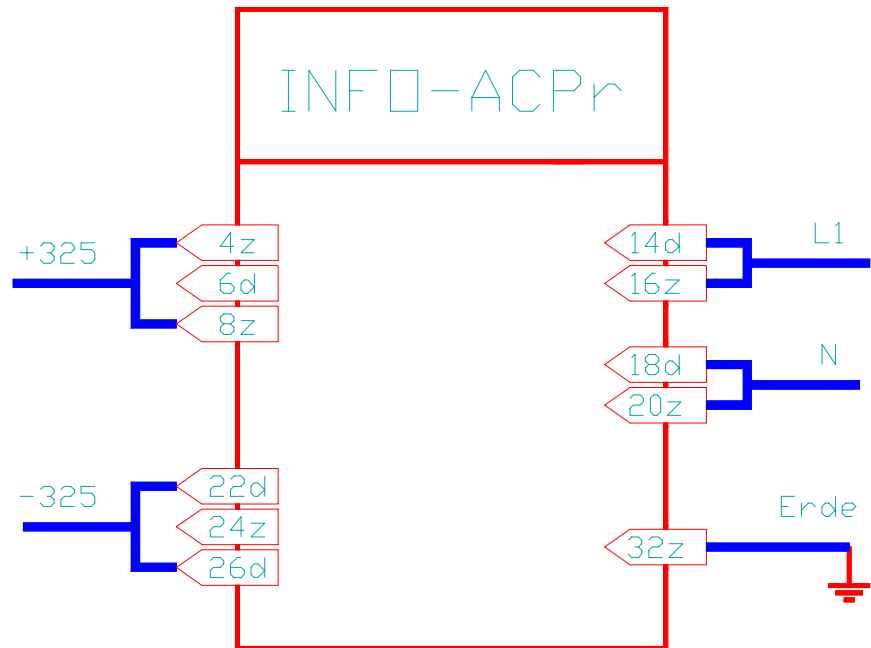 INFO-ACPr
L1
+325
4z
14d
6d
16z
8z
N
18d
20z
-325
22d
Erde
24z
32z
26d